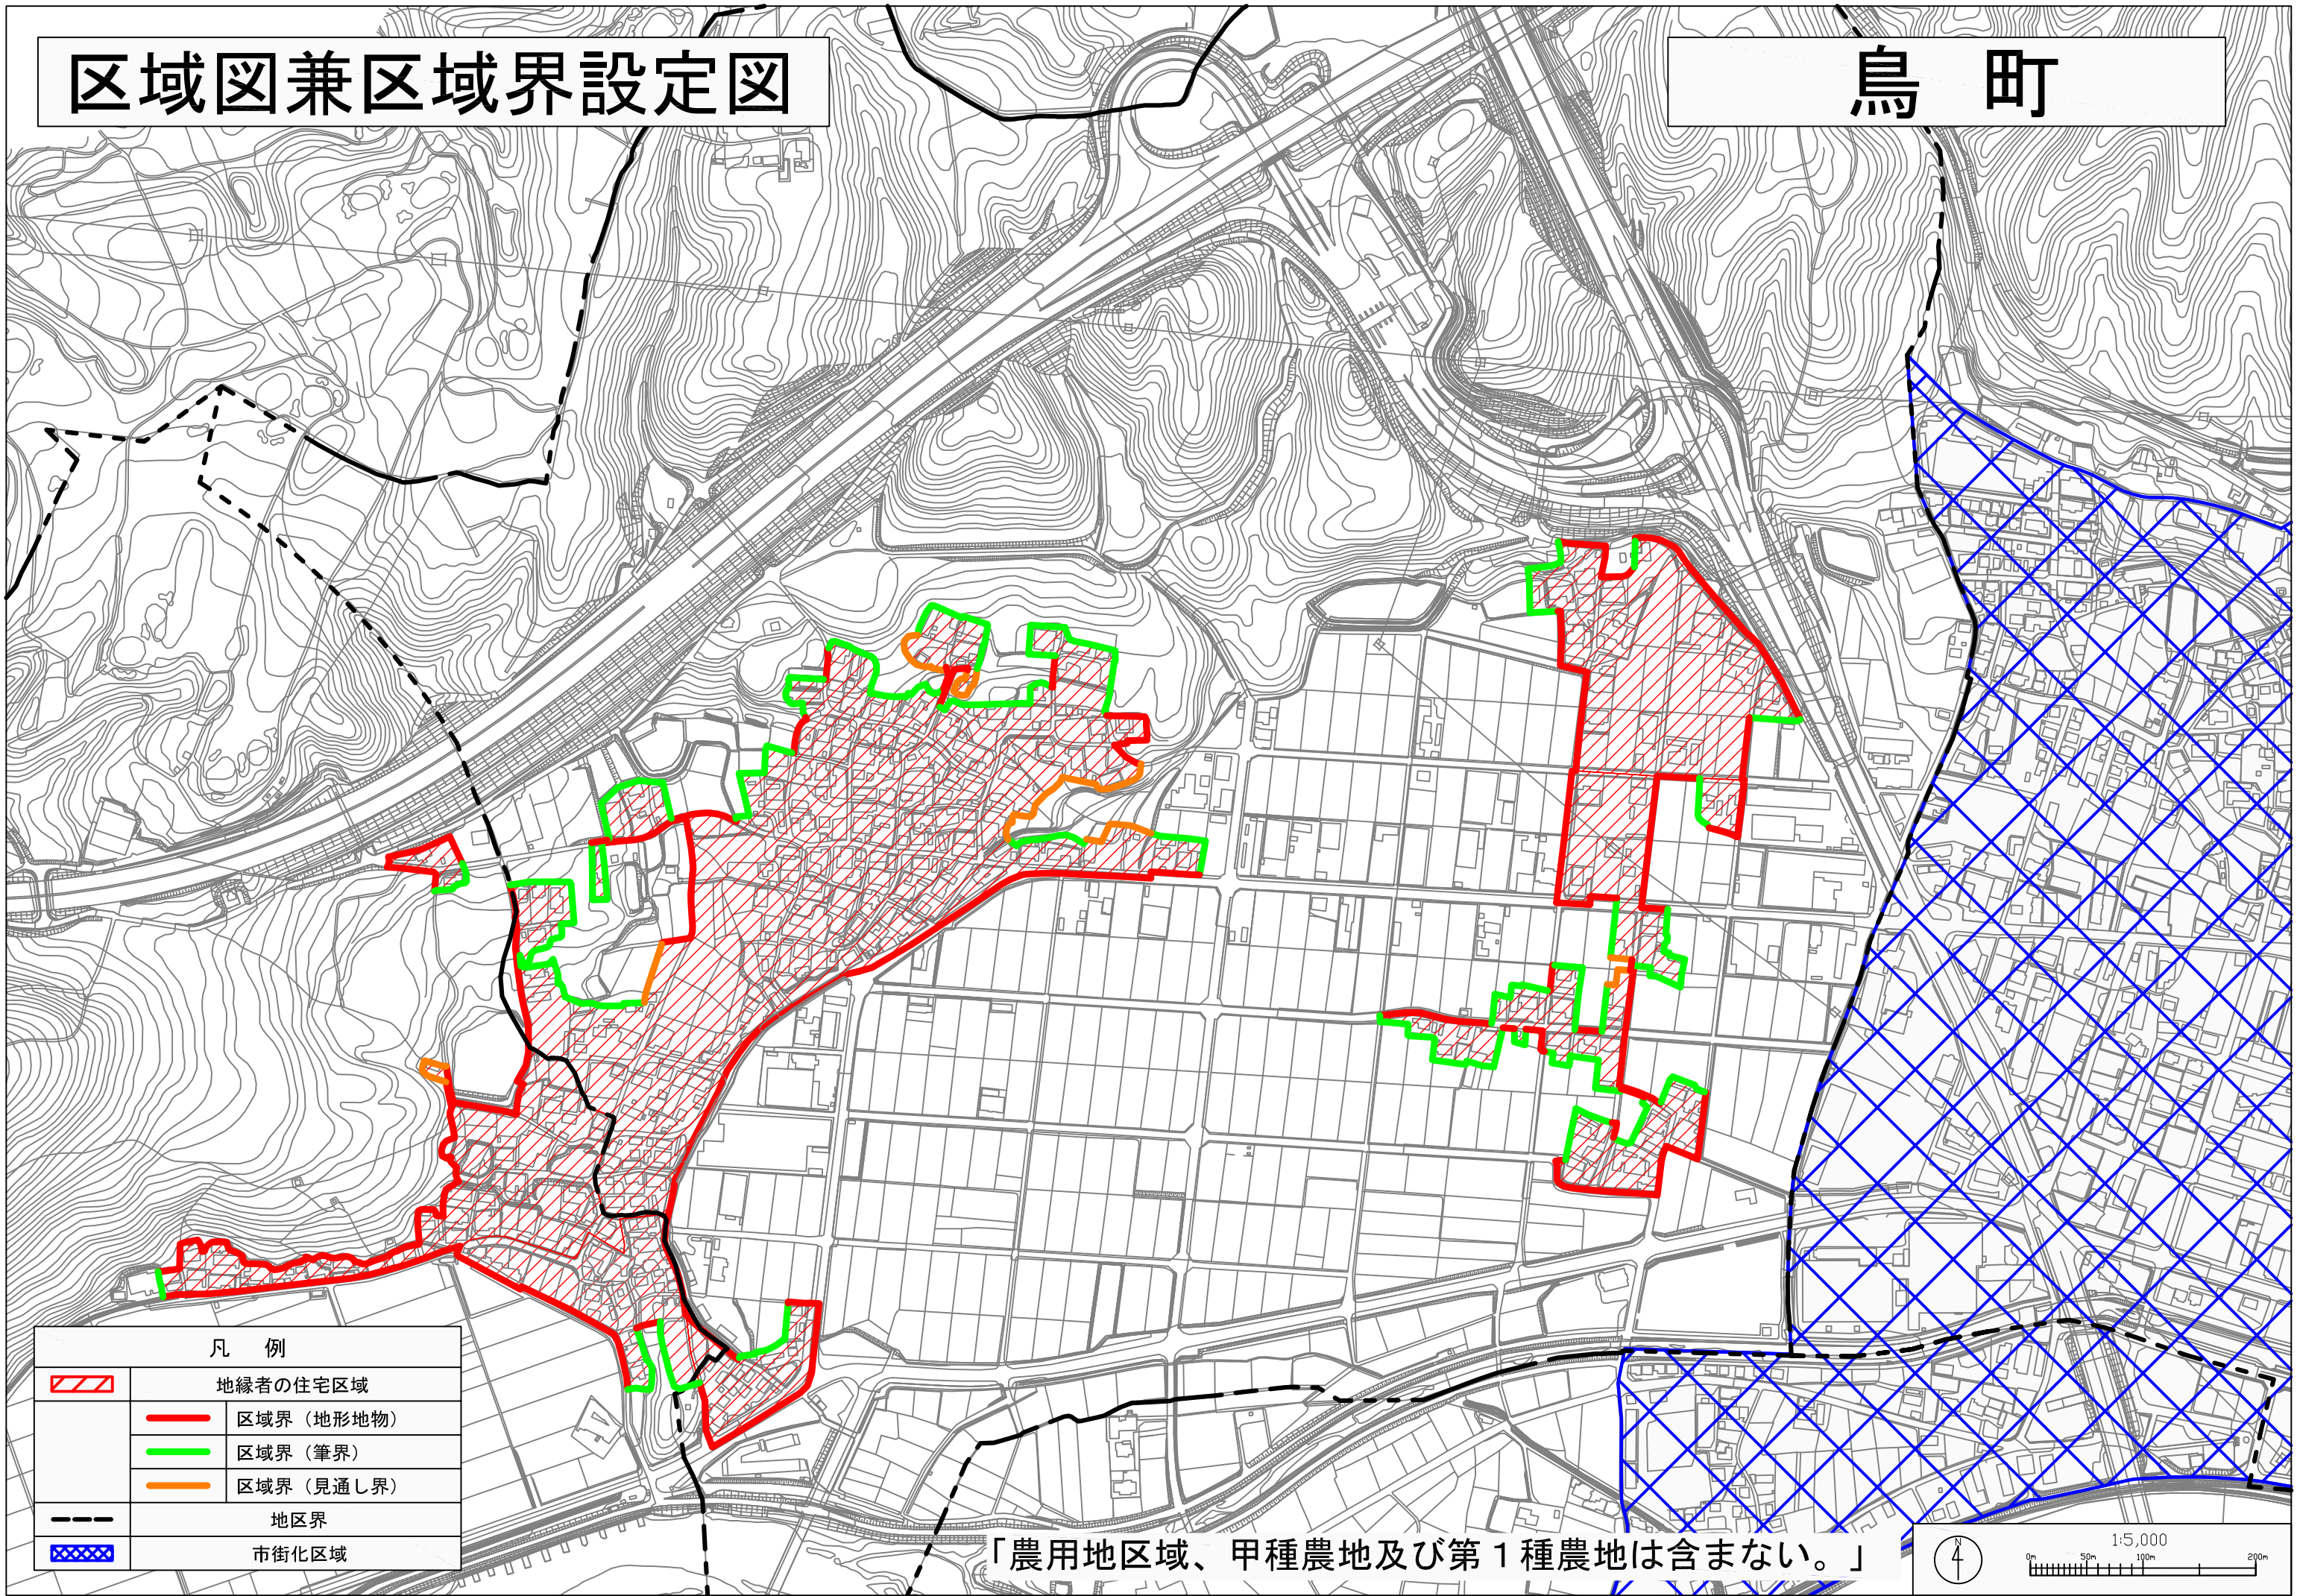 区域図兼区域界設定図
鳥 町
凡 例
地縁者の住宅区域
区域界（地形地物）
区域界（筆界）
区域界（見通し界）
地区界
市街化区域
「農用地区域、甲種農地及び第１種農地は含まない。」
N
1:5,000
0m 50m 100m 200m